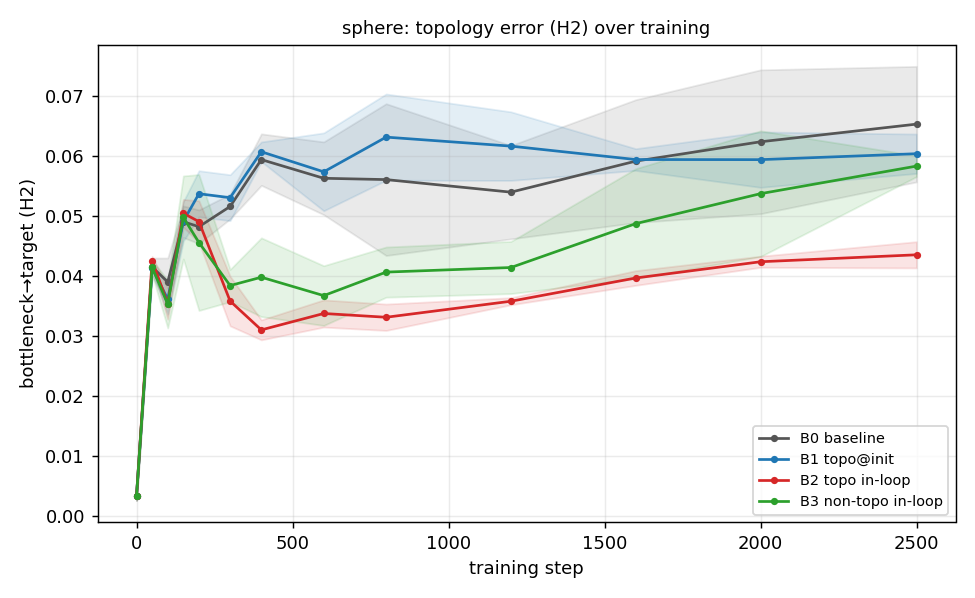 sphere: topology error (H2) over training
bottleneck→target (H2)
0.07
0.06
0.05
0.04
0.03
0.02
0.01
0.00
0
500
1000
1500
2000
2500
training step
B0 baseline
B1 topo@init
B2 topo in-loop
B3 non-topo in-loop